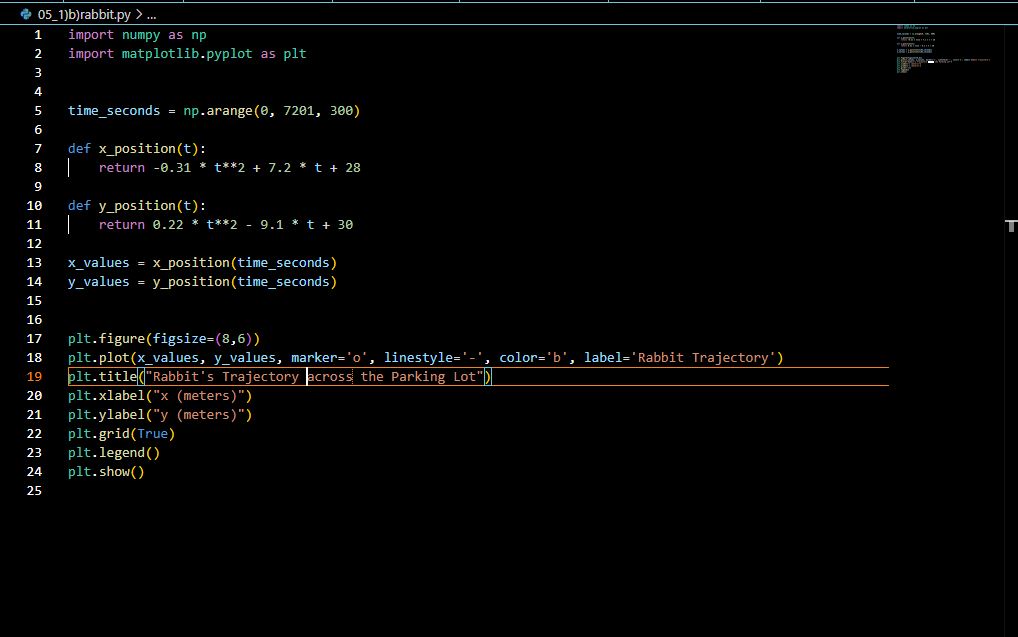 05_1)b)rabbit.py > ...
1 import numpy as np
2 import matplotlib.pyplot as plt
3
4
5 time_seconds = np.arange(0, 7201, 300)
6
7 def x_position(t):
8     return -0.31 * t**2 + 7.2 * t + 28
9
10 def y_position(t):
11     return 0.22 * t**2 - 9.1 * t + 30
12
13 x_values = x_position(time_seconds)
14 y_values = y_position(time_seconds)
15
16
17 plt.figure(figsize=(8,6))
18 plt.plot(x_values, y_values, marker='o', linestyle='-', color='b', label='Rabbit Trajectory')
19 plt.title("Rabbit's Trajectory across the Parking Lot")
20 plt.xlabel("x (meters)")
21 plt.ylabel("y (meters)")
22 plt.grid(True)
23 plt.legend()
24 plt.show()
25